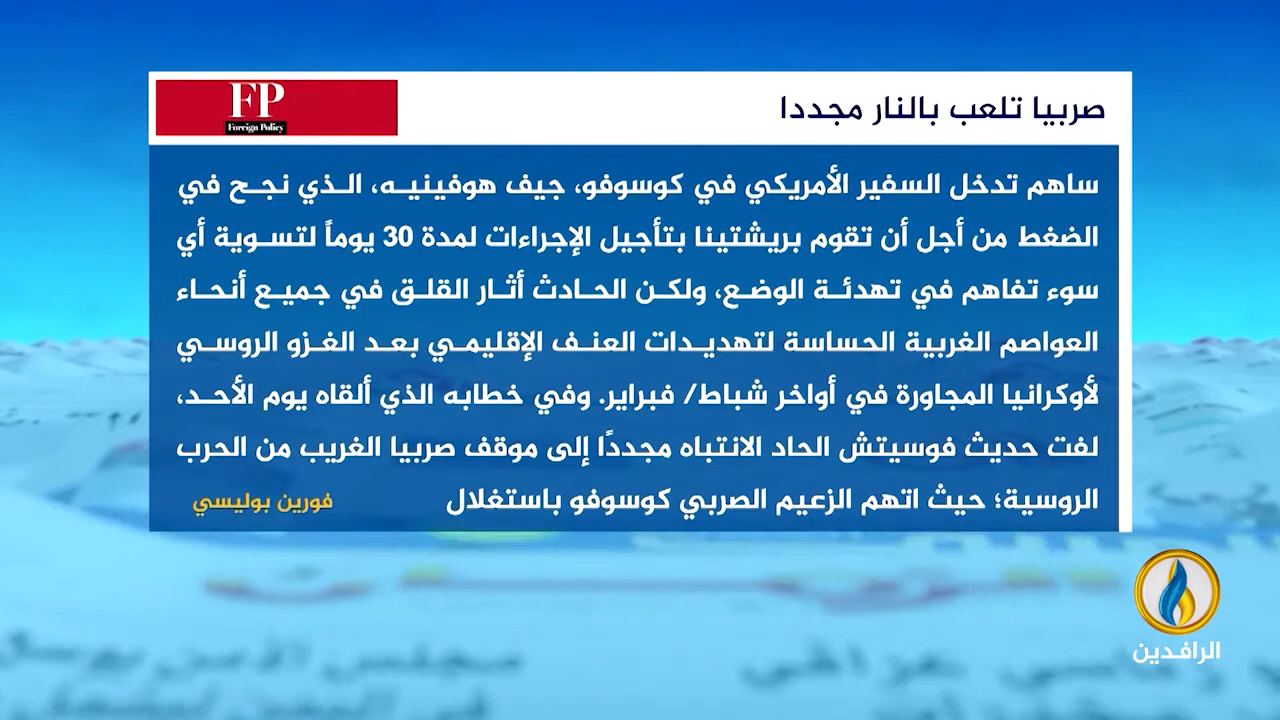 FP
Foreign Policy
صربيا تلعب بالنار مجددا
ساهم تدخل السفير الأمريكي في كوسوفو، جيف هوفينيه، الذي نجح في
الضغط من أجل أن تقوم بريشتينا بتأجيل الإجراءات لمدة 30 يوماً لتسوية أي
سوء تفاهم في تهدئة الوضع، ولكن الحادث أثار القلق في جميع أنحاء
العواصم الغربية الحساسة لتهديدات العنف الإقليمي بعد الغزو الروسي
لأوكرانيا المجاورة في أواخر شباط/ فبراير. وفي خطابه الذي ألقاه يوم الأحد،
لفت حديث فوسيتش الحاد الانتباه مجددًا إلى موقف صربيا الغريب من الحرب
الروسية؛ حيث اتهم الزعيم الصربي كوسوفو باستغلال
فورين بوليسي
الرافدين
مجلس الأمن